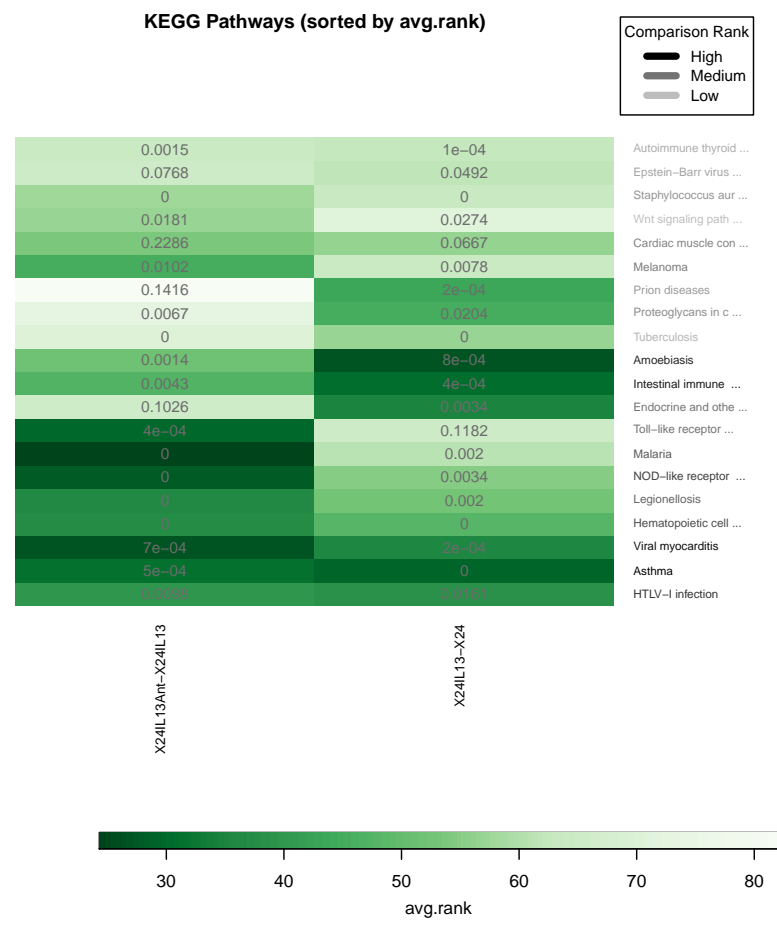 KEGG Pathways (sorted by avg.rank)
Comparison Rank
High
Medium
Low
0.0015 1e−04 Autoimmune thyroid ...
0.0768 0.0492 Epstein−Barr virus ...
0 0 Staphylococcus aur ...
0.0181 0.0274 Wnt signaling path ...
0.2286 0.0667 Cardiac muscle con ...
0.0102 0.0078 Melanoma
0.1416 2e−04 Prion diseases
0.0067 0.0204 Proteoglycans in c ...
0 0 Tuberculosis
0.0014 8e−04 Amoebiasis
0.0043 4e−04 Intestinal immune ...
0.1026 0.0034 Endocrine and othe ...
4e−04 0.1182 Toll−like receptor ...
0 0.002 Malaria
0 0.0034 NOD−like receptor ...
0 0.002 Legionellosis
0 0 Hematopoietic cell ...
7e−04 2e−04 Viral myocarditis
5e−04 0 Asthma
HTLV−I infection
X24IL13Ant−X24IL13
X24IL13−X24
30 40 50 60 70 80
avg.rank